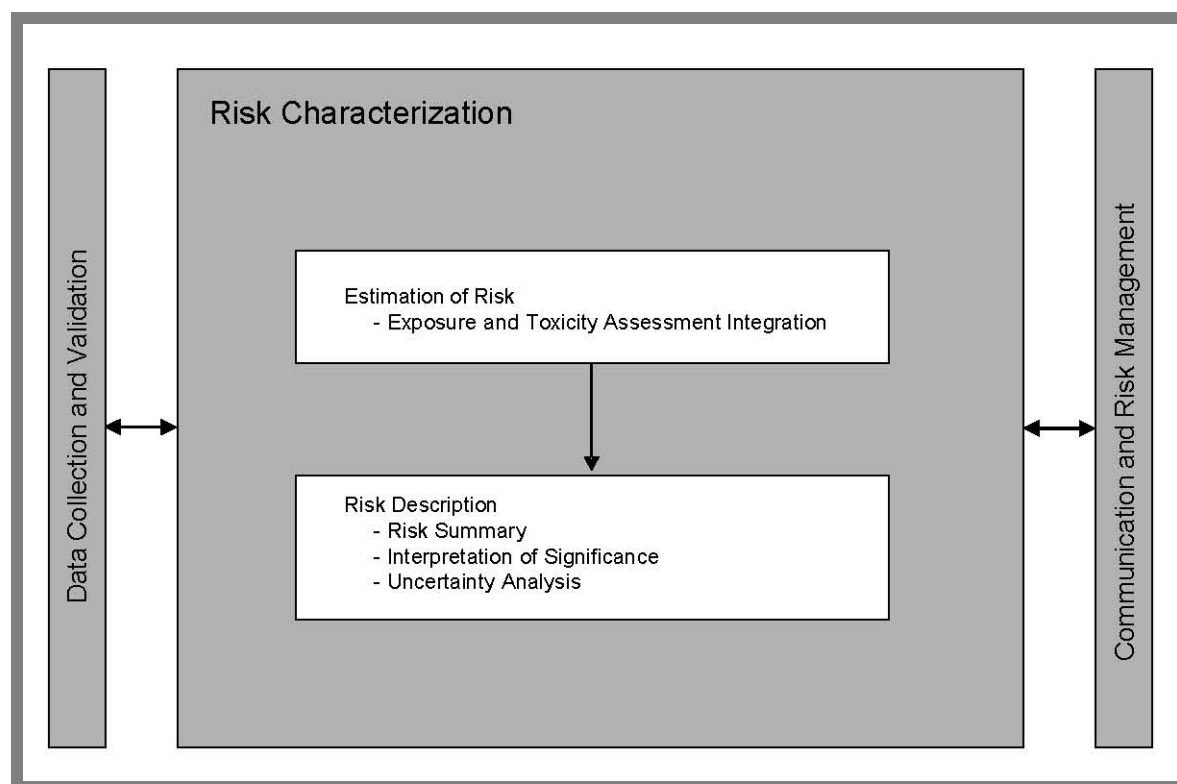 Data Collection and Validation
Risk Characterization
Estimation of Risk
- Exposure and Toxicity Assessment Integration
Risk Description
- Risk Summary
- Interpretation of Significance
- Uncertainty Analysis
Communication and Risk Management